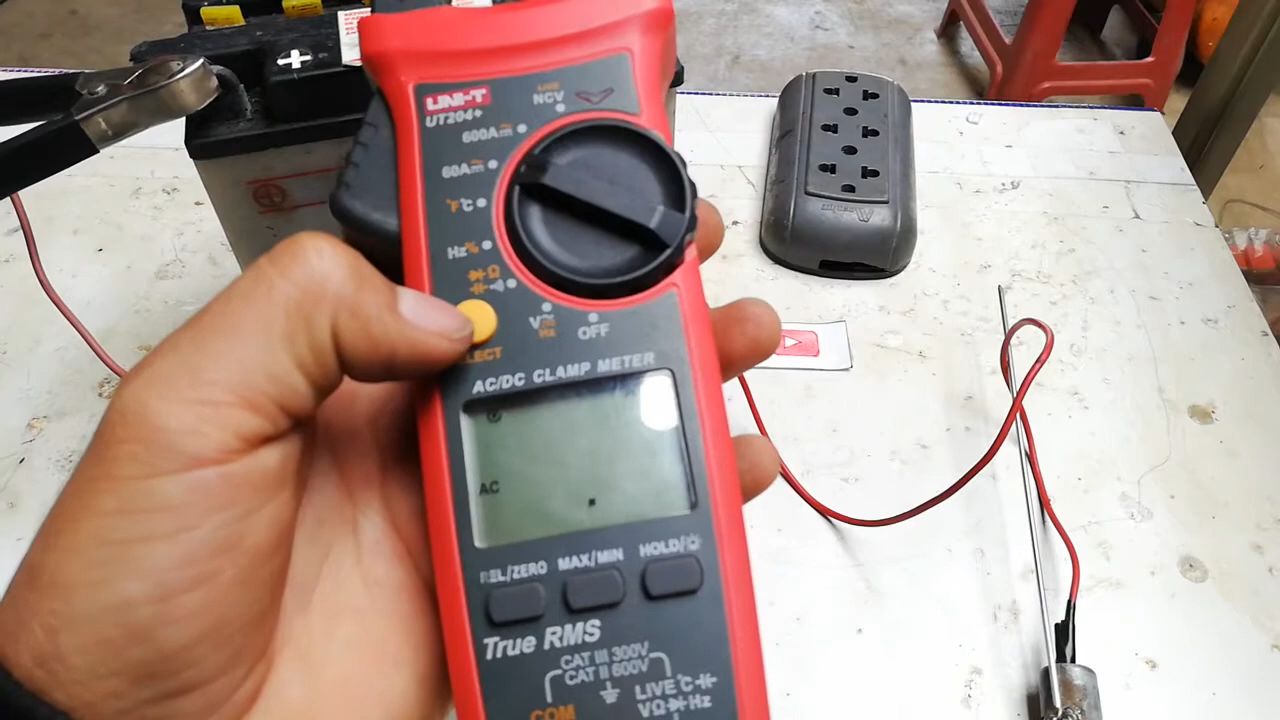 UNI-T
UT204+
LIVE
NCV
600A
60A
°F°C
Hz%
Ω
V
Hz
OFF
LECT
AC/DC CLAMP METER
AC
REL/ZERO MAX/MIN HOLD/
True RMS
CAT III 300V
CAT II 600V
COM
LIVE °C
VΩ Hz